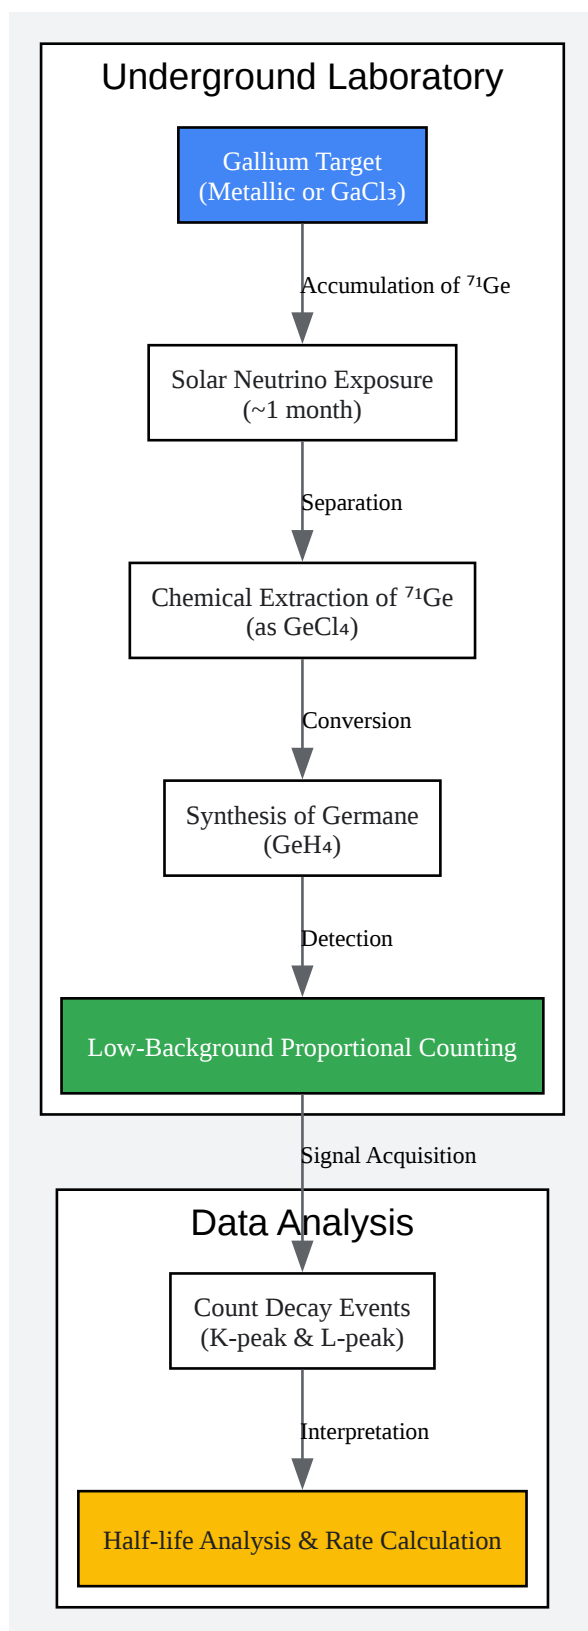 Underground Laboratory
Gallium Target
(Metallic or GaCl₃)
Accumulation of ⁷¹Ge
Solar Neutrino Exposure
(~1 month)
Separation
Chemical Extraction of ⁷¹Ge
(as GeCl₄)
Conversion
Synthesis of Germane
(GeH₄)
Detection
Low-Background Proportional Counting
Signal Acquisition
Data Analysis
Count Decay Events
(K-peak & L-peak)
Interpretation
Half-life Analysis & Rate Calculation